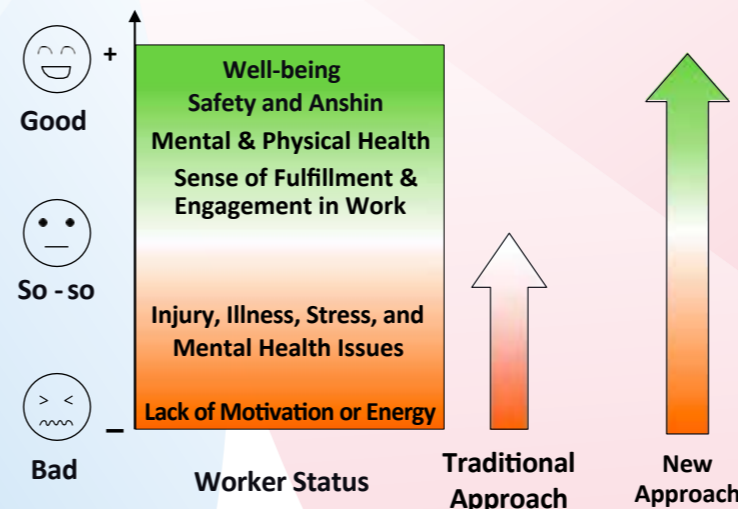 +
Good
So - so
Bad
–
Well-being
Safety and Anshin
Mental & Physical Health
Sense of Fulfillment &
Engagement in Work
Injury, Illness, Stress, and
Mental Health Issues
Lack of Motivation or Energy
Worker Status
Traditional
Approach
New
Approach